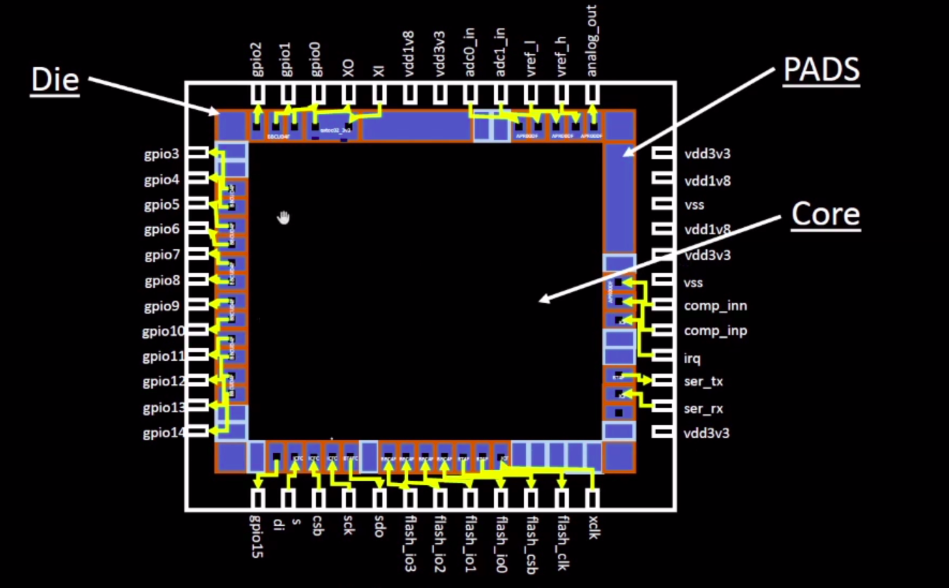 gpio2
gpio1
gpio0
XO
XI
vdd1v8
vdd3v3
adc0_in
adc1_in
vref_l
vref_h
analog_out
Die
PADS
Core
gpio3
gpio4
gpio5
gpio6
gpio7
gpio8
gpio9
gpio10
gpio11
gpio12
gpio13
gpio14
vdd3v3
vdd1v8
vss
vdd1v8
vdd3v3
vss
comp_inn
comp_inp
irq
ser_tx
ser_rx
vdd3v3
gpio15
di
s
csb
sck
sdo
flash_io3
flash_io2
flash_io1
flash_io0
flash_csb
flash_clk
xclk